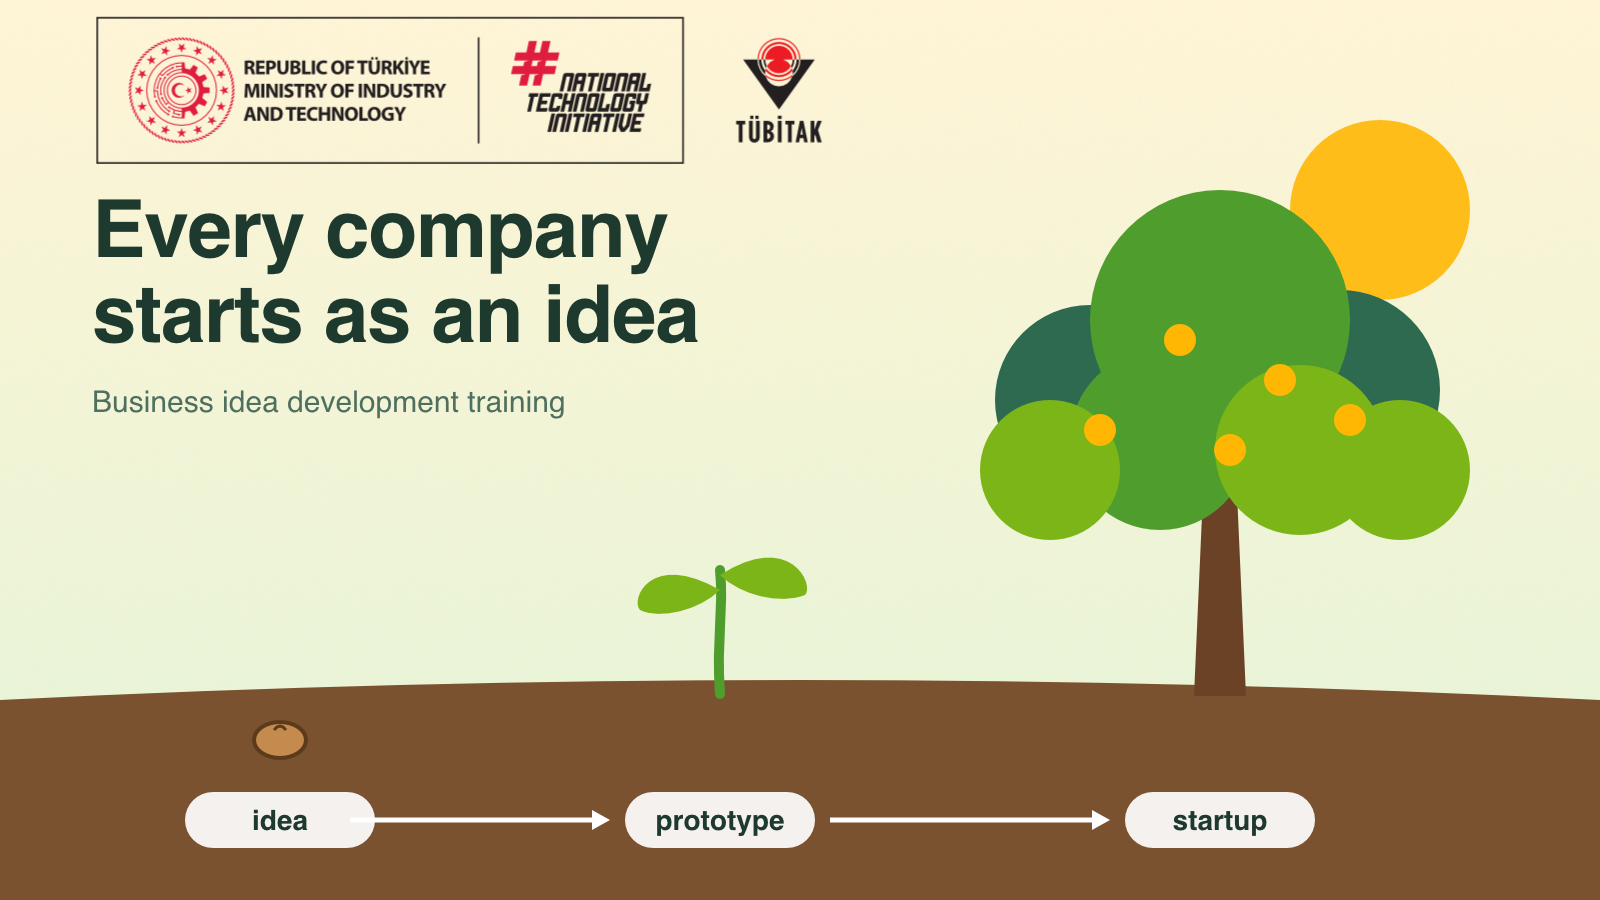 REPUBLIC OF TÜRKİYE
MINISTRY OF INDUSTRY
AND TECHNOLOGY
#NATIONAL
TECHNOLOGY
INITIATIVE
TÜBİTAK
Every company
starts as an idea
Business idea development training
idea
prototype
startup